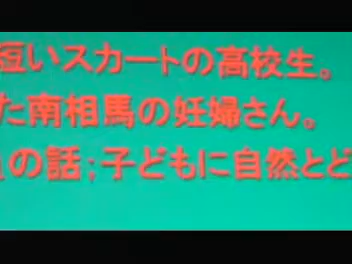 短いスカートの高校生。
た南相馬の妊婦さん。
の話;子どもに自然と